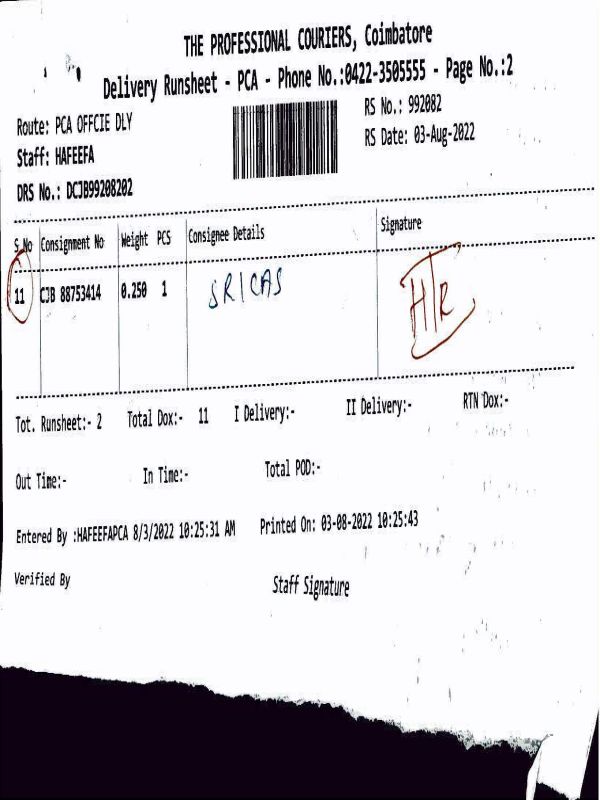 THE PROFESSIONAL COURIERS, Coimbatore
Delivery Runsheet - PCA - Phone No.:0422-3505555 - Page No.:2
Route: PCA OFFCIE DLY
RS No.: 992082
Staff: HAFEEFA
RS Date: 03-Aug-2022
DRS No.: DCJB99208202
S.No Consignment No Weight PCS Consignee Details Signature
11 CJB 88753414 0.250 1 SRICAS HTR
Tot. Runsheet:- 2 Total Dox:- 11 I Delivery:- II Delivery:- RTN Dox:-
Out Time:- In Time:- Total POD:-
Entered By :HAFEEFAPCA 8/3/2022 10:25:31 AM Printed On: 03-08-2022 10:25:43
Verified By Staff Signature